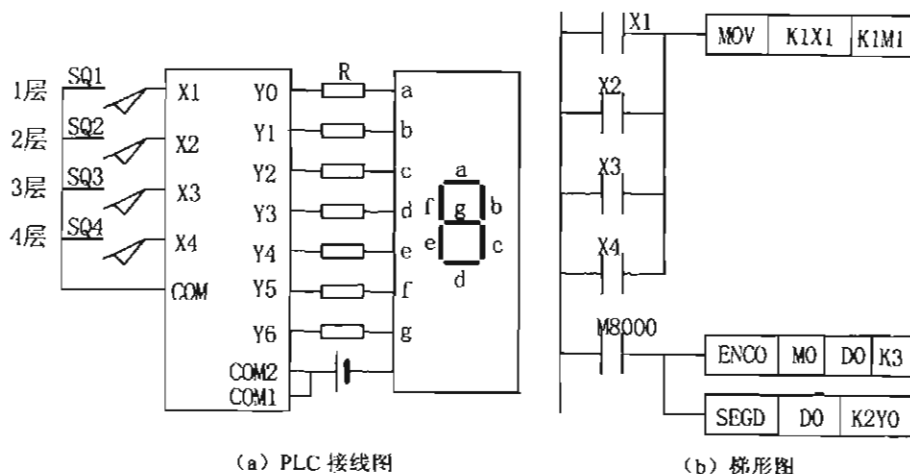 1层 SQ1 X1 Y0 R a
2层 SQ2 X2 Y1 b
3层 SQ3 X3 Y2 c
4层 SQ4 X4 Y3 d
Y4 e
COM Y5 f
Y6 g
COM2
COM1
a
f g b
e c
d
(a) PLC 接线图
X1
MOV K1X1 K1M1
X2
X3
X4
M8000
ENCO M0 D0 K3
SEGD D0 K2Y0
(b) 梯形图